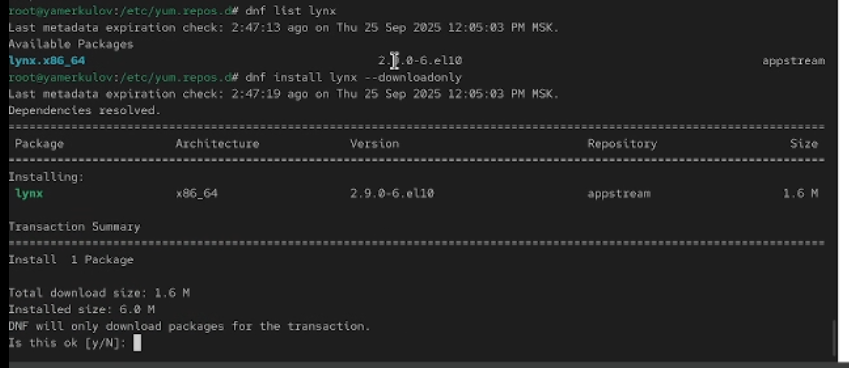 root@yamerkulov:/etc/yum.repos.d# dnf list lynx
Last metadata expiration check: 2:47:13 ago on Thu 25 Sep 2025 12:05:03 PM MSK.
Available Packages
lynx.x86_64 2.9.0-6.el10 appstream
root@yamerkulov:/etc/yum.repos.d# dnf install lynx --downloadonly
Last metadata expiration check: 2:47:19 ago on Thu 25 Sep 2025 12:05:03 PM MSK.
Dependencies resolved.
Package Architecture Version Repository Size
Installing:
lynx x86_64 2.9.0-6.el10 appstream 1.6 M
Transaction Summary
Install 1 Package
Total download size: 1.6 M
Installed size: 6.0 M
DNF will only download packages for the transaction.
Is this ok [y/N]: